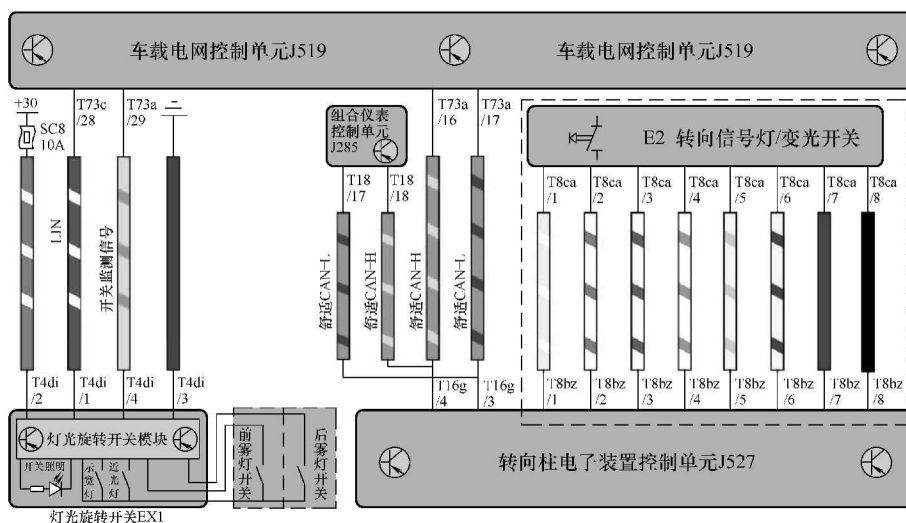 车载电网控制单元J519
车载电网控制单元J519
+30
SC8
10A
T73c
/28
T73a
/29
LIN
开关监测信号
组合仪表
控制单元
J285
T18
/17
T18
/18
T73a
/16
T73a
/17
舒适CAN-L
舒适CAN-H
舒适CAN-H
舒适CAN-L
E2 转向信号灯/变光开关
T8ca
/1
T8ca
/2
T8ca
/3
T8ca
/4
T8ca
/5
T8ca
/6
T8ca
/7
T8ca
/8
T4di
/2
T4di
/1
T4di
/4
T4di
/3
T16g
/4
T16g
/3
T8bz
/1
T8bz
/2
T8bz
/3
T8bz
/4
T8bz
/5
T8bz
/6
T8bz
/7
T8bz
/8
灯光旋转开关模块
开关照明
示宽灯
近光灯
前雾灯开关
后雾灯开关
灯光旋转开关EX1
转向柱电子装置控制单元J527